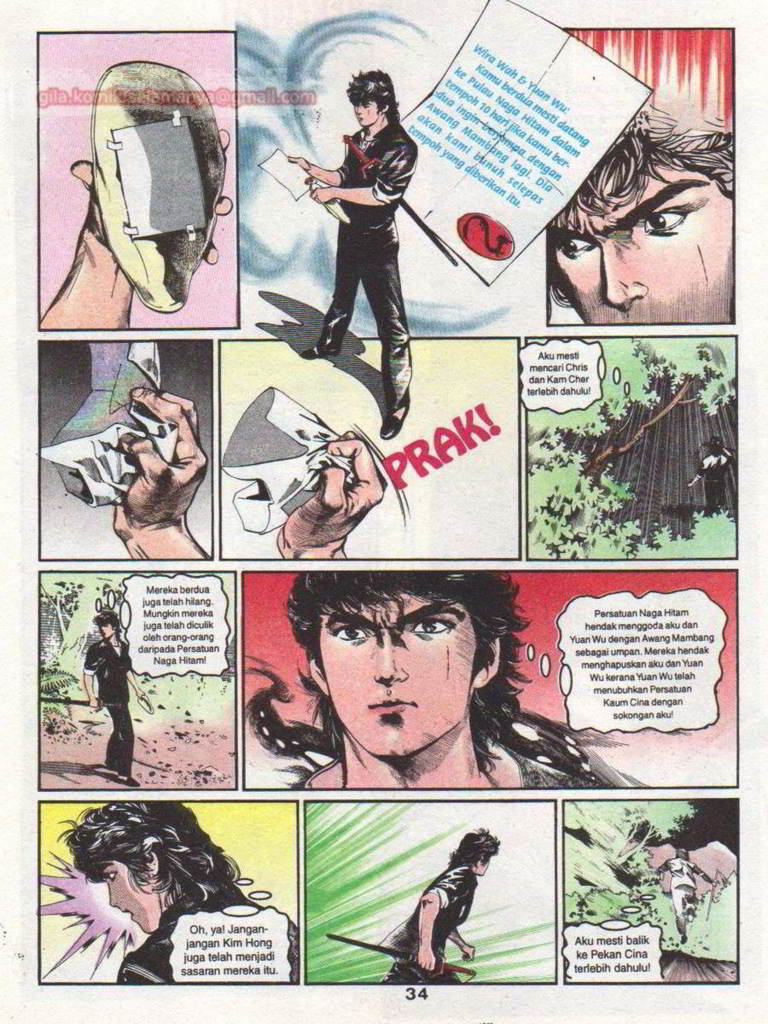 gila.komikselamanya@gmail.com
Wira Wah & Yuan Wu:
Kamu berdua mesti datang
ke Pulau Naga Hitam dalam
tempoh 10 hari jika kamu ber-
dua ingin berjumpa dengan
Awang Mambang lagi. Dia
akan kami bunuh selepas
tempoh yang diberikan itu.
PRAK!
Aku mesti
mencari Chris
dan Kam Cher
terlebih dahulu!
Mereka berdua
juga telah hilang.
Mungkin mereka
juga telah diculik
oleh orang-orang
daripada Persatuan
Naga Hitam!
Persatuan Naga Hitam
hendak menggoda aku dan
Yuan Wu dengan Awang Mambang
sebagai umpan. Mereka hendak
menghapuskan aku dan Yuan
Wu kerana Yuan Wu telah
menubuhkan Persatuan
Kaum Cina dengan
sokongan aku!
Oh, ya! Jangan-
jangan Kim Hong
juga telah menjadi
sasaran mereka itu.
Aku mesti balik
ke Pekan Cina
terlebih dahulu!
34